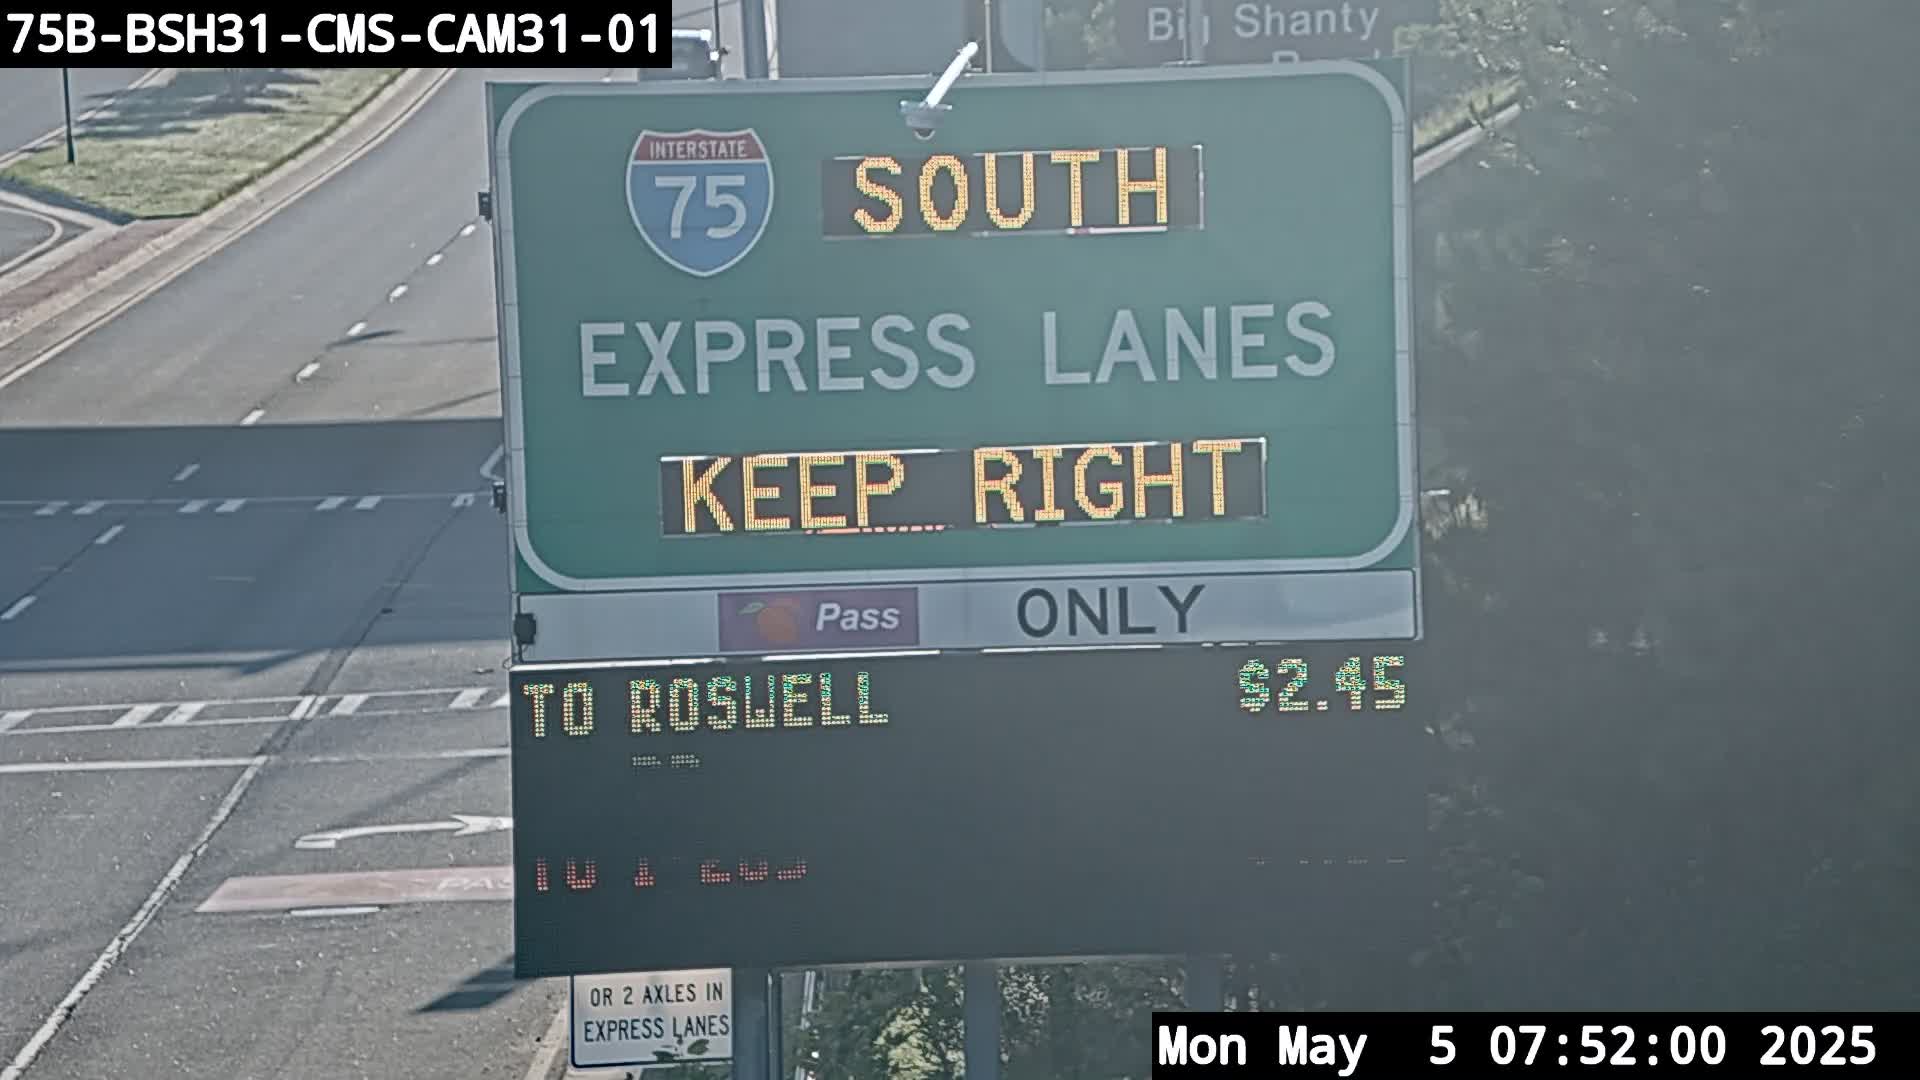 75B-BSH31-CMS-CAM31-01
Big Shanty
INTERSTATE
75
SOUTH
EXPRESS LANES
KEEP RIGHT
Pass
ONLY
TO ROSWELL $2.45
OR 2 AXLES IN
EXPRESS LANES
Mon May 5 07:52:00 2025